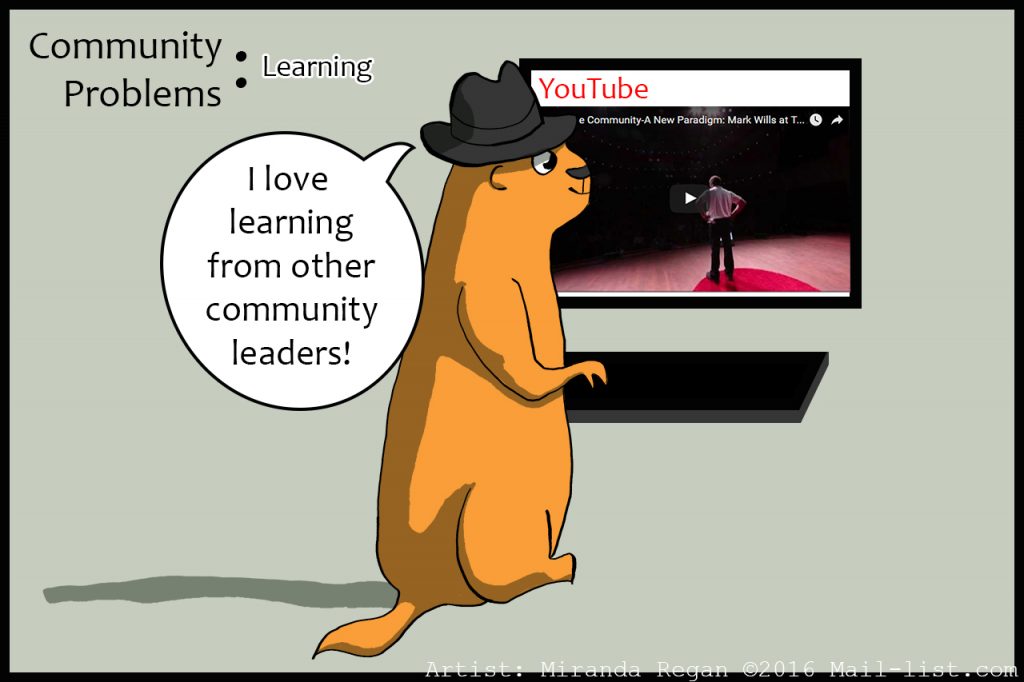 Community
Problems
: Learning
I love
learning
from other
community
leaders!
YouTube
e Community-A New Paradigm: Mark Wills at T...
Artist: Miranda Regan ©2016 Mail-list.com